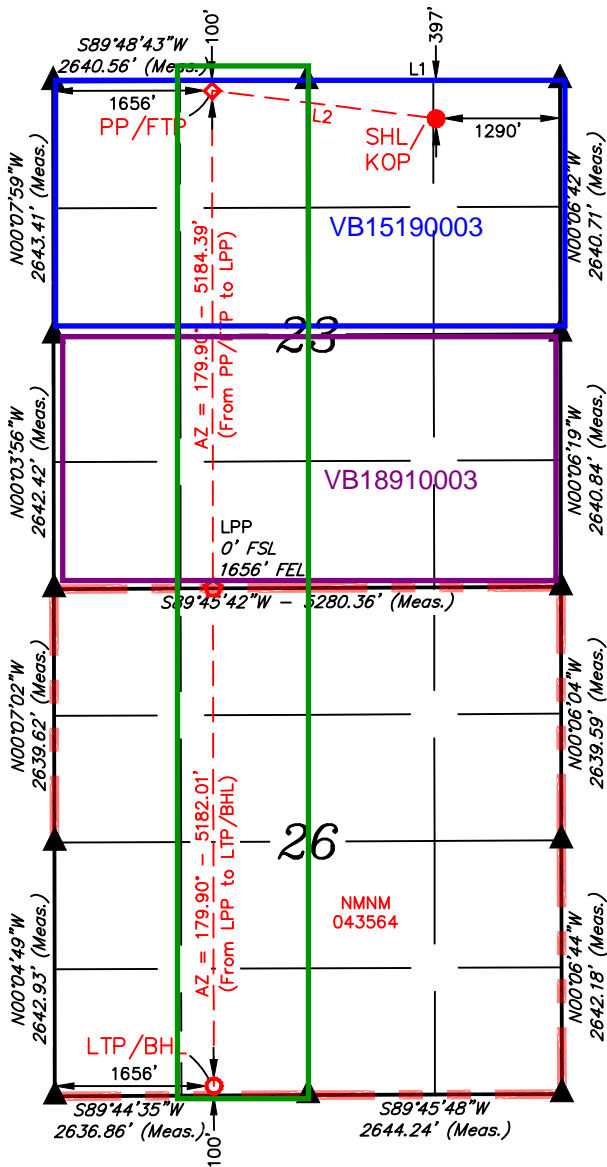 S89°48'43"W
2640.56' (Meas.)
100'
397'
L1
1656'
PP/FTP
L2
SHL/
KOP
1290'
N00°07'59"W
2643.41' (Meas.)
N00°06'42"W
2640.71' (Meas.)
VB15190003
23
AZ = 179.90° - 5184.39'
(From PP/FTP to LPP)
N00°03'56"W
2642.42' (Meas.)
N00°06'19"W
2640.84' (Meas.)
VB18910003
LPP
0' FSL
1656' FEL
S89°45'42"W - 5280.36' (Meas.)
N00°07'02"W
2639.62' (Meas.)
N00°06'04"W
2639.59' (Meas.)
AZ = 179.90° - 5182.01'
(From LPP to LTP/BHL)
26
NMNM
043564
N00°04'49"W
2642.93' (Meas.)
N00°06'44"W
2642.18' (Meas.)
LTP/BHL
1656'
S89°44'35"W
2636.86' (Meas.)
100'
S89°45'48"W
2644.24' (Meas.)